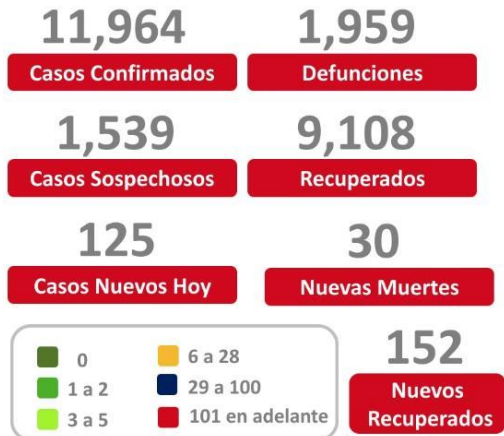 11,964 1,959
Casos Confirmados Defunciones
1,539 9,108
Casos Sospechosos Recuperados
125 30
Casos Nuevos Hoy Nuevas Muertes
0 6 a 28
1 a 2 29 a 100
3 a 5 101 en adelante
152
Nuevos
Recuperados